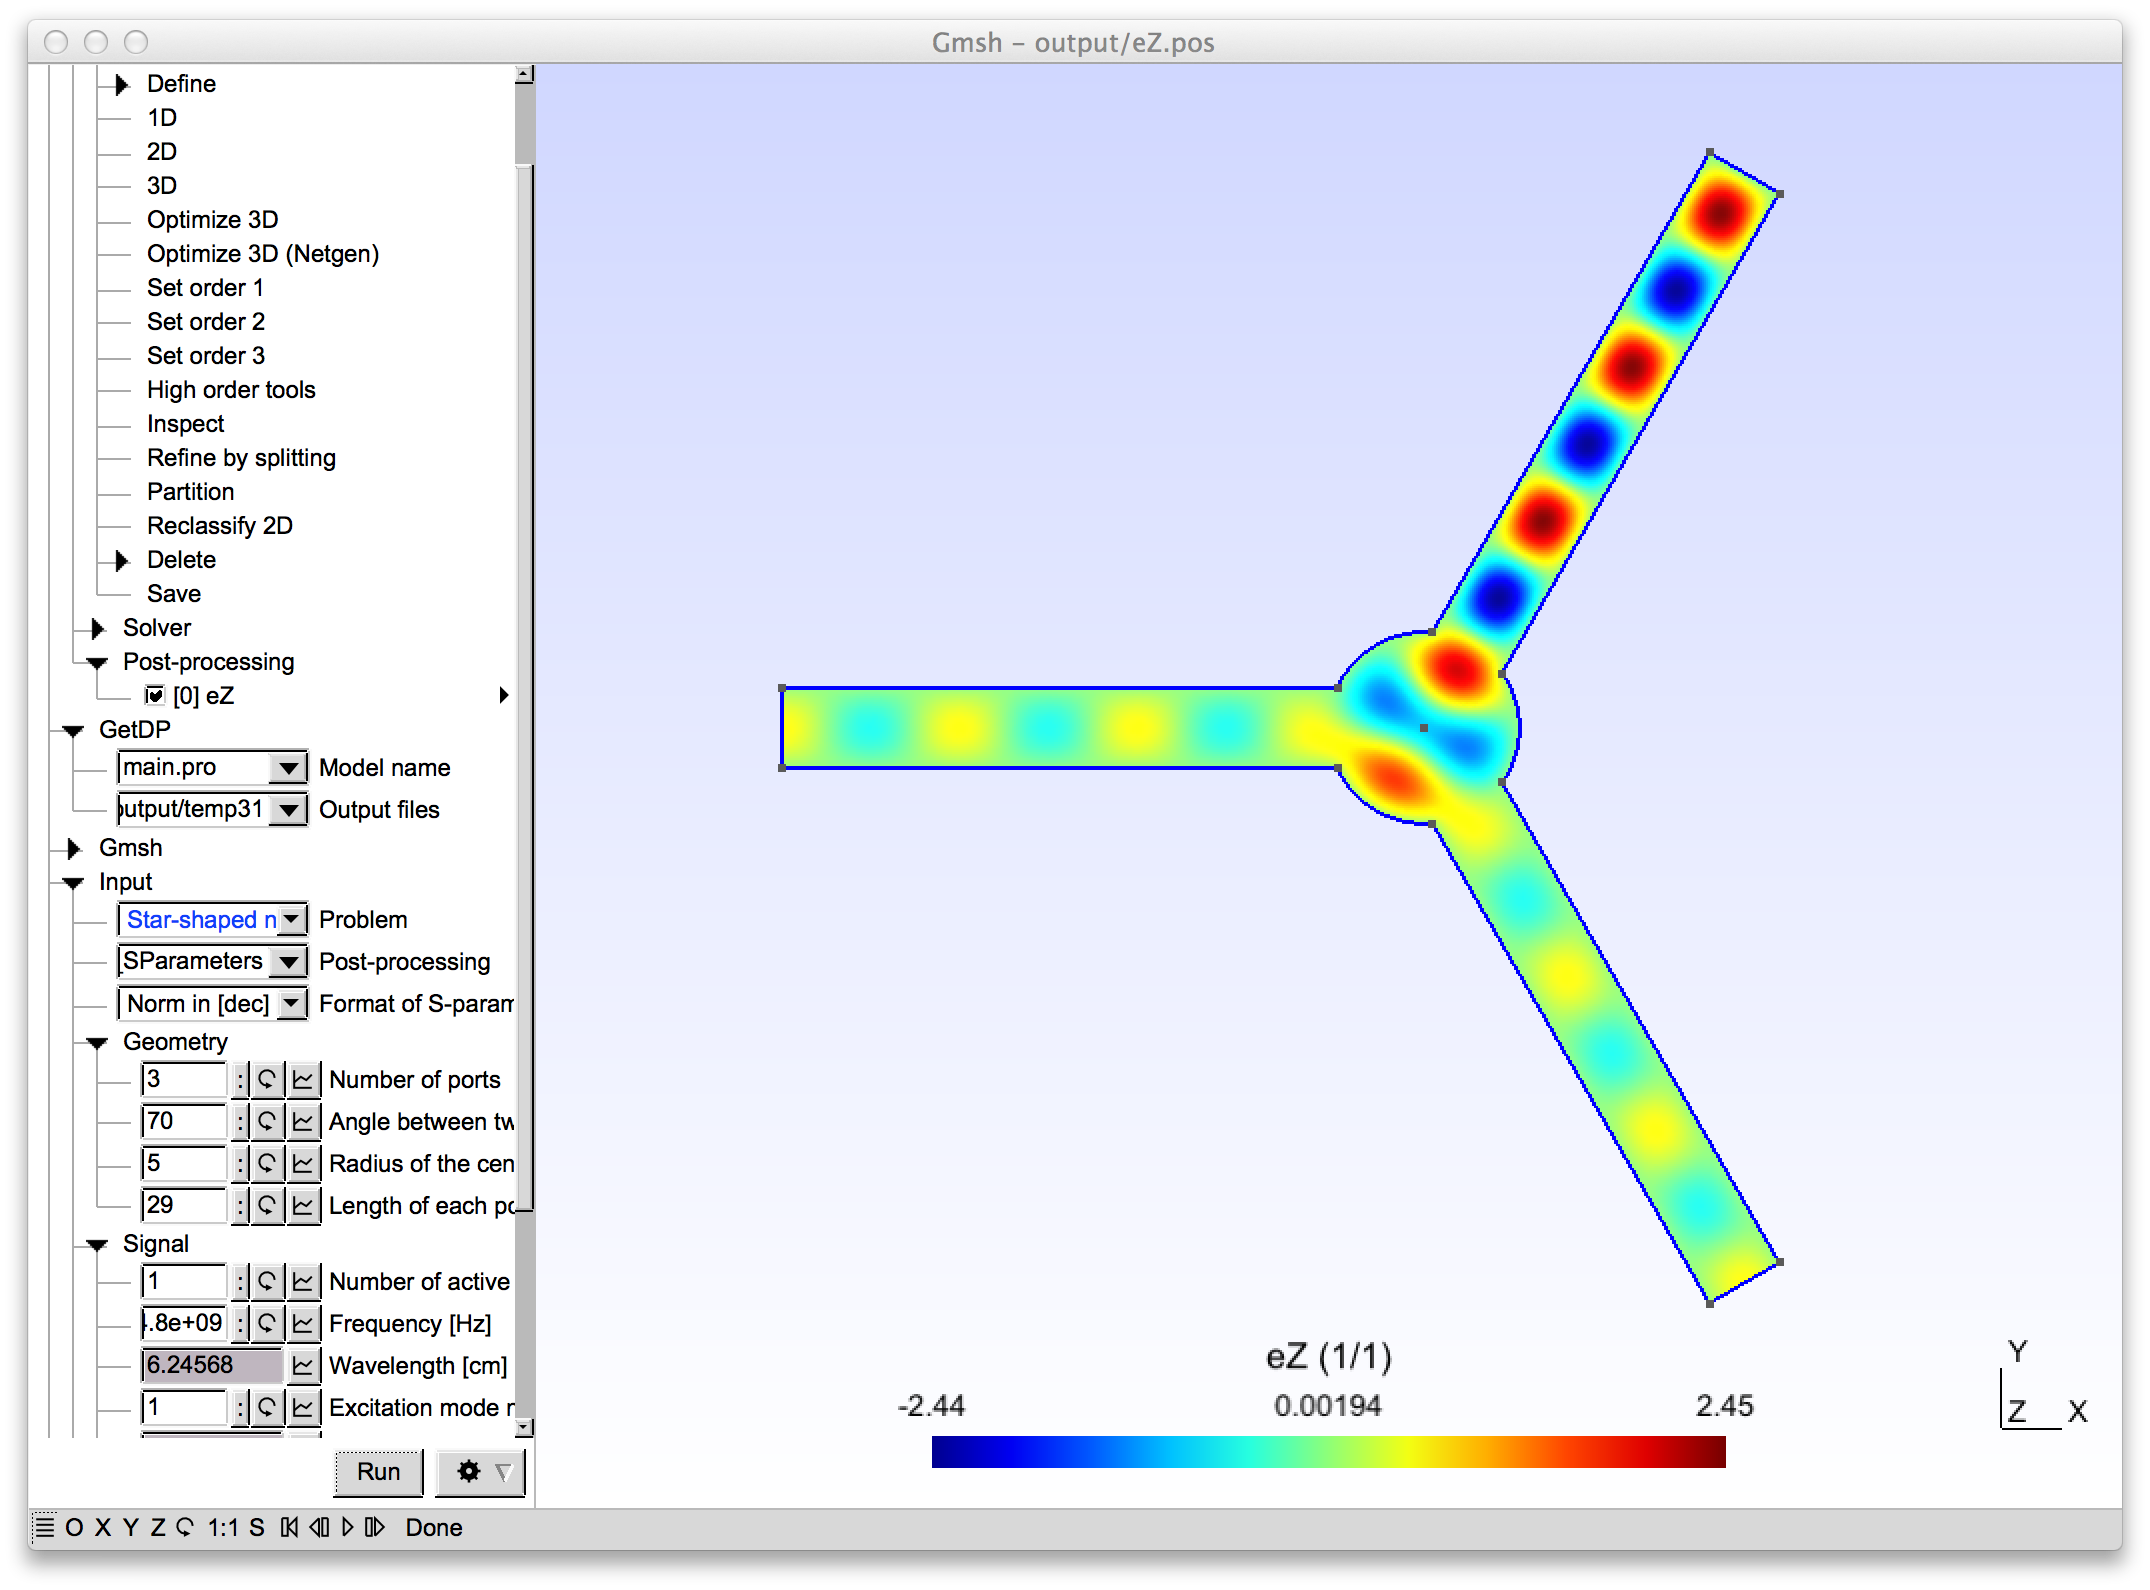 Gmsh - output/eZ.pos
Define
1D
2D
3D
Optimize 3D
Optimize 3D (Netgen)
Set order 1
Set order 2
Set order 3
High order tools
Inspect
Refine by splitting
Partition
Reclassify 2D
Delete
Save
Solver
Post-processing
[0] eZ
GetDP
main.pro Model name
output/temp31 Output files
Gmsh
Input
Star-shaped n Problem
_SParameters Post-processing
Norm in [dec] Format of S-param
Geometry
3 : Number of ports
70 : Angle between tw
5 : Radius of the cen
29 : Length of each po
Signal
1 : Number of active
4.8e+09 : Frequency [Hz]
6.24568 Wavelength [cm]
1 : Excitation mode n
Run
eZ (1/1)
-2.44 0.00194 2.45
Y
Z X
O X Y Z 1:1 S Done